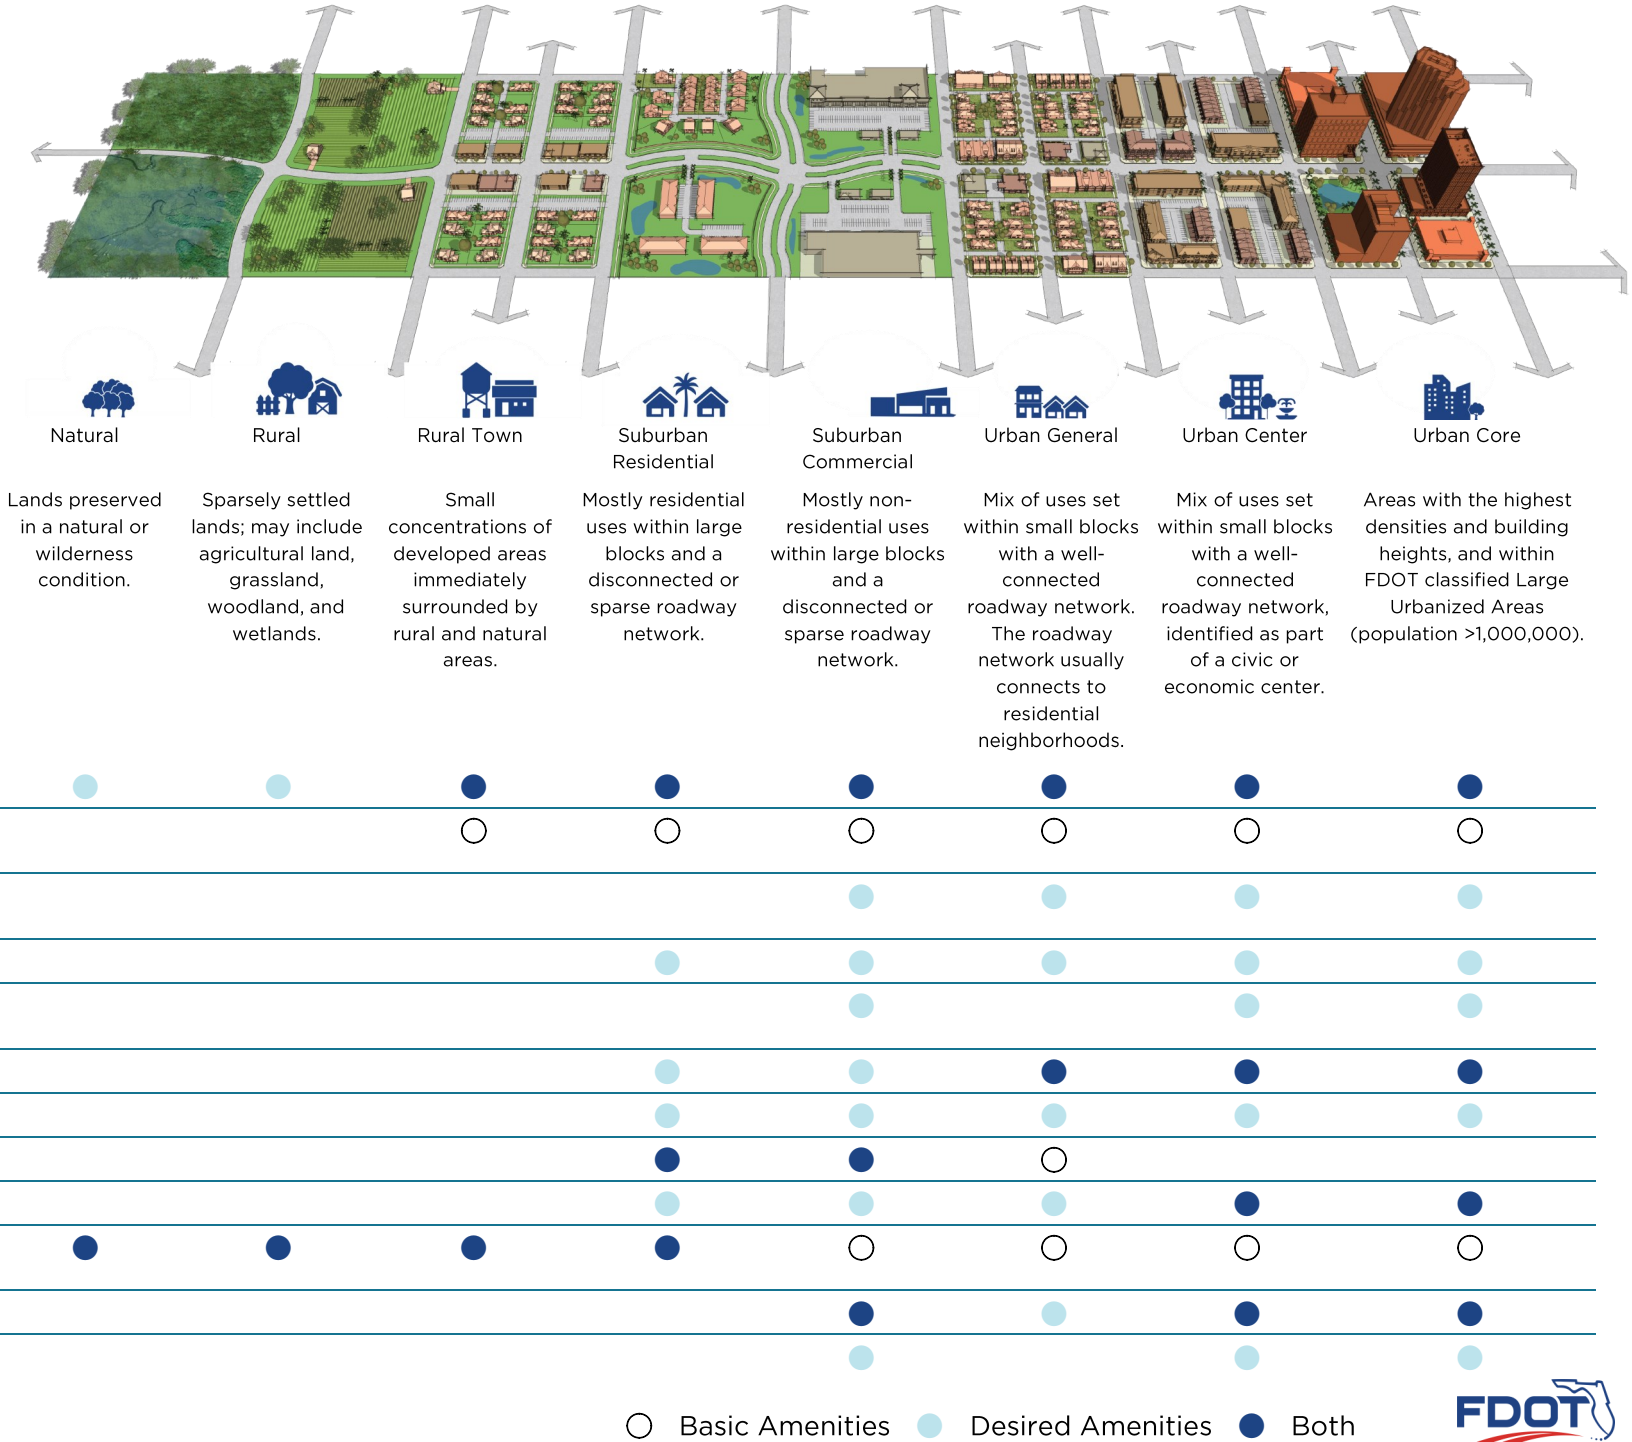 Natural
Rural
Rural Town
Suburban
Residential
Suburban
Commercial
Urban General
Urban Center
Urban Core
Lands preserved
in a natural or
wilderness
condition.
Sparsely settled
lands; may include
agricultural land,
grassland,
woodland, and
wetlands.
Small
concentrations of
developed areas
immediately
surrounded by
rural and natural
areas.
Mostly residential
uses within large
blocks and a
disconnected or
sparse roadway
network.
Mostly non-
residential uses
within large blocks
and a
disconnected or
sparse roadway
network.
Mix of uses set
within small blocks
with a well-
connected
roadway network.
The roadway
network usually
connects to
residential
neighborhoods.
Mix of uses set
within small blocks
with a well-
connected
roadway network,
identified as part
of a civic or
economic center.
Areas with the highest
densities and building
heights, and within
FDOT classified Large
Urbanized Areas
(population >1,000,000).
Basic Amenities
Desired Amenities
Both
FDOT